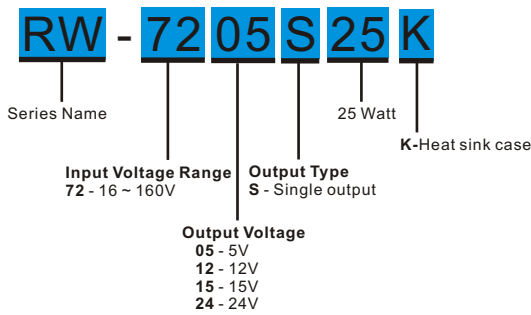 RW - 72 05 S 25 K
Series Name
25 Watt
K-Heat sink case
Input Voltage Range
72 - 16 ~ 160V
Output Type
S - Single output
Output Voltage
05 - 5V
12 - 12V
15 - 15V
24 - 24V